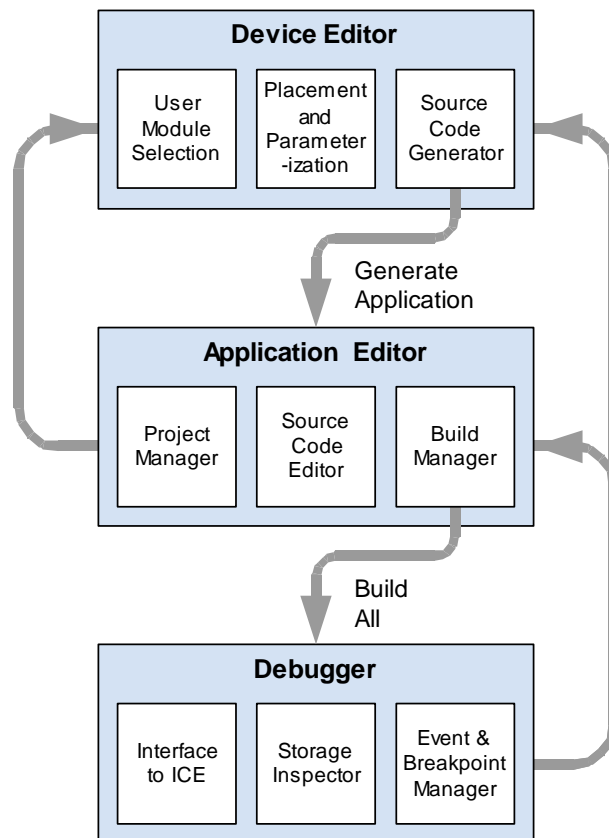 Device Editor
User
Module
Selection
Placement
and
Parameter
-ization
Source
Code
Generator
Generate
Application
Application Editor
Project
Manager
Source
Code
Editor
Build
Manager
Build
All
Debugger
Interface
to ICE
Storage
Inspector
Event &
Breakpoint
Manager